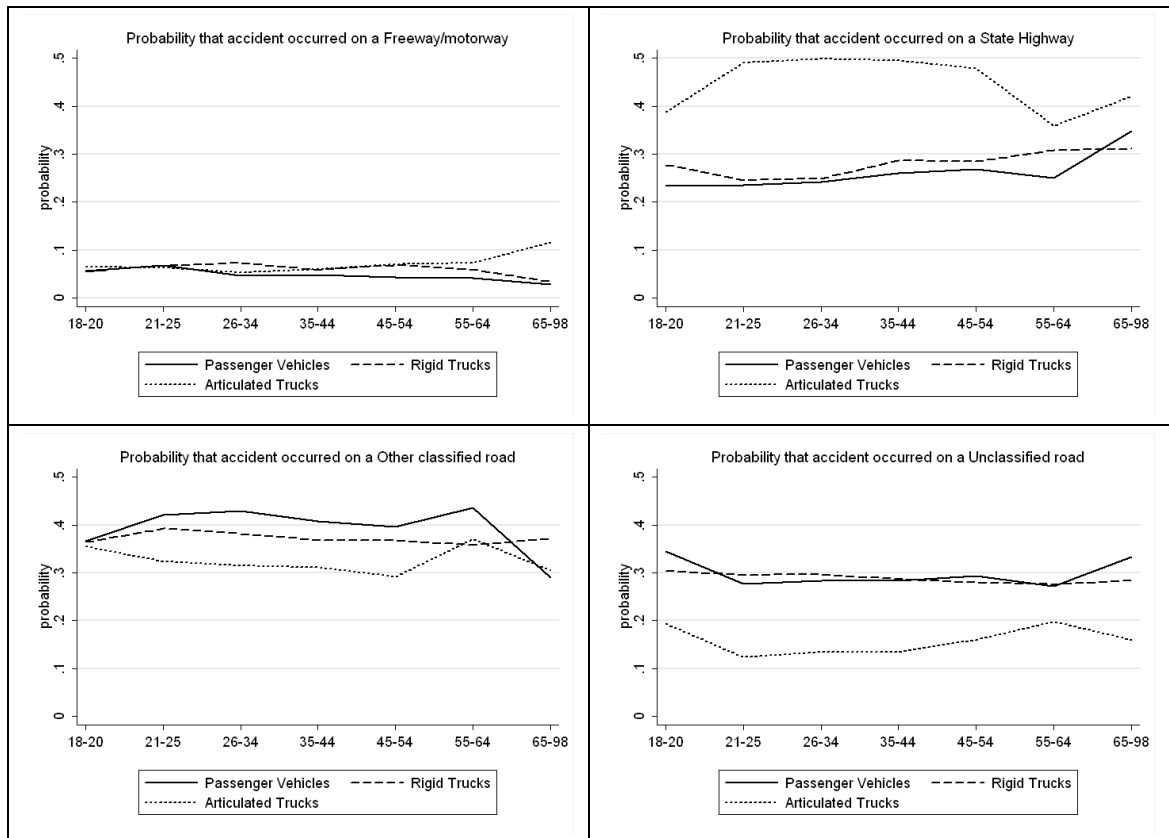 Probability that accident occurred on a Freeway/motorway
.5
.4
.3
.2
.1
0
probability
18-20 21-25 26-34 35-44 45-54 55-64 65-98
Passenger Vehicles Rigid Trucks
Articulated Trucks
Probability that accident occurred on a State Highway
.5
.4
.3
.2
.1
0
probability
18-20 21-25 26-34 35-44 45-54 55-64 65-98
Passenger Vehicles Rigid Trucks
Articulated Trucks
Probability that accident occurred on a Other classified road
.5
.4
.3
.2
.1
0
probability
18-20 21-25 26-34 35-44 45-54 55-64 65-98
Passenger Vehicles Rigid Trucks
Articulated Trucks
Probability that accident occurred on a Unclassified road
.5
.4
.3
.2
.1
0
probability
18-20 21-25 26-34 35-44 45-54 55-64 65-98
Passenger Vehicles Rigid Trucks
Articulated Trucks